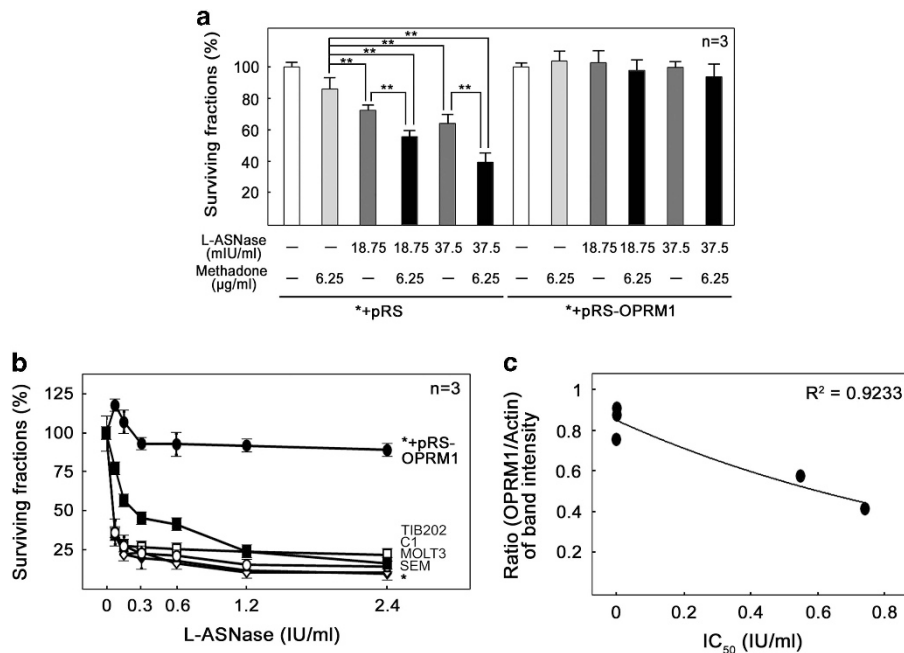 a
Surviving fractions (%)
100
80
60
40
20
** ** ** ** ** **
n=3
L-ASNase (mIU/ml)
— — 18.75 18.75 37.5 37.5 — — 18.75 18.75 37.5 37.5
Methadone (µg/ml)
— 6.25 — 6.25 — 6.25 — 6.25 — 6.25 — 6.25
*+pRS
*+pRS-OPRM1
b
Surviving fractions (%)
125
100
75
50
25
n=3
*+pRS-
OPRM1
TIB202
C1
MOLT3
SEM
*
0 0.3 0.6 1.2 2.4
L-ASNase (IU/ml)
c
Ratio (OPRM1/Actin)
of band intensity
1
0.8
0.6
0.4
0.2
R² = 0.9233
0 0.2 0.4 0.6 0.8
IC50 (IU/ml)